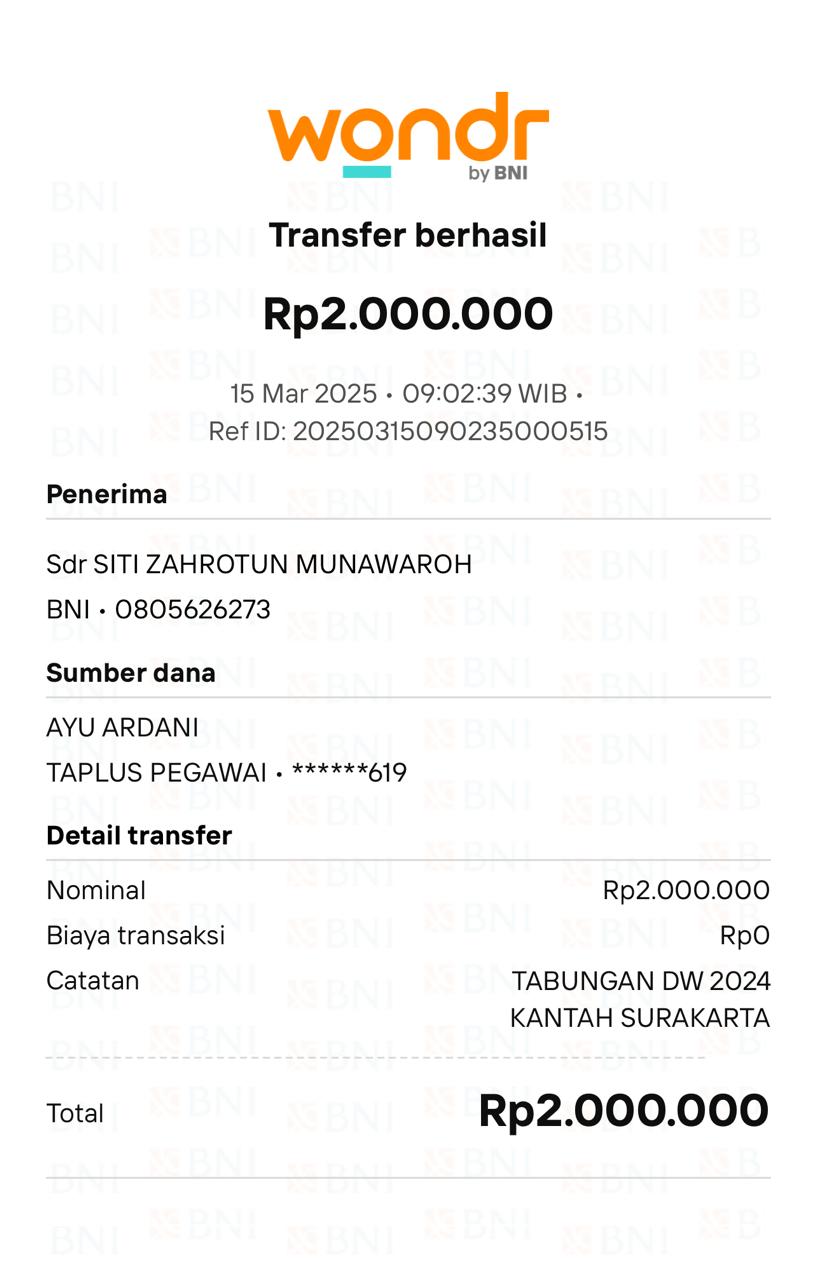 wondr
by BNI
Transfer berhasil
Rp2.000.000
15 Mar 2025 • 09:02:39 WIB •
Ref ID: 20250315090235000515
Penerima
Sdr SITI ZAHROTUN MUNAWAROH
BNI • 0805626273
Sumber dana
AYU ARDANI
TAPLUS PEGAWAI • ******619
Detail transfer
Nominal Rp2.000.000
Biaya transaksi Rp0
Catatan TABUNGAN DW 2024
KANTAH SURAKARTA
Total Rp2.000.000